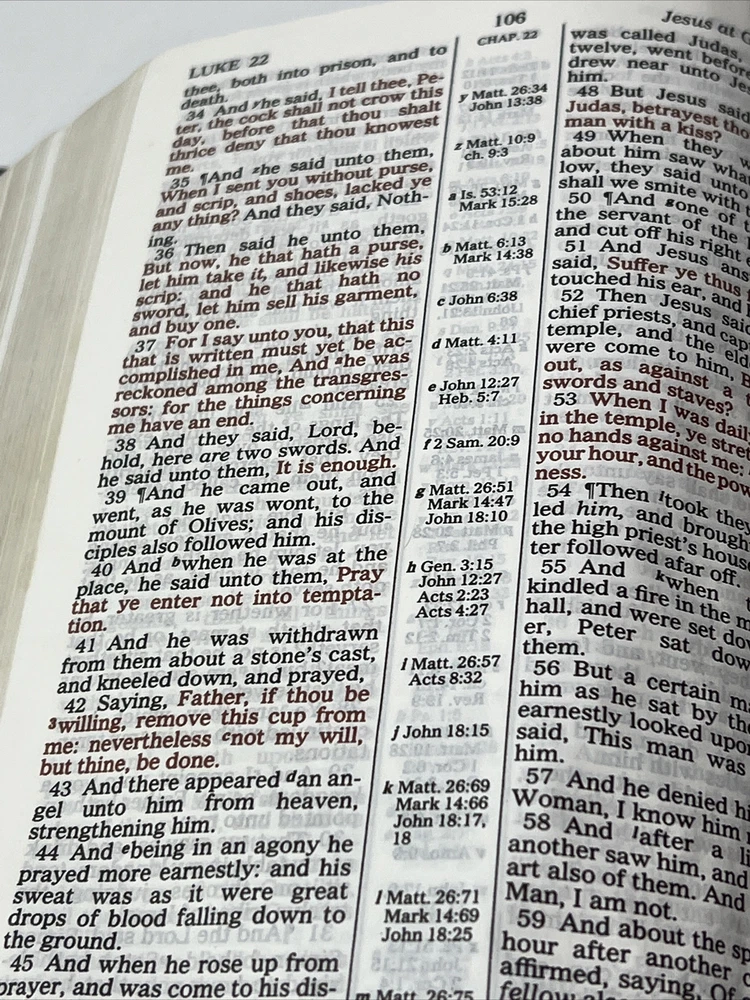 106
LUKE 22
thee, both into prison, and to
death.
34 And yhe said, I tell thee, Pe-
ter, the cock shall not crow this
day, before that thou shalt
thrice deny that thou knowest
me.
35 ¶And zhe said unto them,
When I sent you without purse,
and scrip, and shoes, lacked ye
any thing? And they said, Noth-
ing.
36 Then said he unto them,
But now, he that hath a purse,
let him take it, and likewise his
scrip: and he that hath no
sword, let him sell his garment,
and buy one.
37 For I say unto you, that this
that is written must yet be ac-
complished in me, And ahe was
reckoned among the transgres-
sors: for the things concerning
me have an end.
38 And they said, Lord, be-
hold, here are two swords. And
he said unto them, It is enough.
39 ¶And he came out, and
went, as he was wont, to the
mount of Olives; and his dis-
ciples also followed him.
40 And bwhen he was at the
place, he said unto them, Pray
that ye enter not into tempta-
tion.
41 And he was withdrawn
from them about a stone's cast,
and kneeled down, and prayed,
42 Saying, Father, if thou be
3willing, remove this cup from
me: nevertheless cnot my will,
but thine, be done.
43 And there appeared dan an-
gel unto him from heaven,
strengthening him.
44 And ebeing in an agony he
prayed more earnestly: and his
sweat was as it were great
drops of blood falling down to
the ground.
45 And when he rose up from
prayer, and was come to his dis-
CHAP. 22
y Matt. 26:34
John 13:38
z Matt. 10:9
ch. 9:3
a Is. 53:12
Mark 15:28
b Matt. 6:13
Mark 14:38
c John 6:38
d Matt. 4:11
e John 12:27
Heb. 5:7
f 2 Sam. 20:9
g Matt. 26:51
Mark 14:47
John 18:10
h Gen. 3:15
John 12:27
Acts 2:23
Acts 4:27
i Matt. 26:57
Acts 8:32
j John 18:15
k Matt. 26:69
Mark 14:66
John 18:17,
18
l Matt. 26:71
Mark 14:69
John 18:25
m Matt. 26:75
Jesus at
was called Judas,
twelve, went before
drew near unto Jes
him.
48 But Jesus said
Judas, betrayest tho
man with a kiss?
49 When they w
about him saw what
low, they said unto
shall we smite with
50 ¶And gone of
the servant of the
and cut off his right
51 And Jesus ans
said, Suffer ye thus
touched his ear, and
52 Then Jesus said
chief priests, and cap
temple, and the eld
were come to him, B
out, as against a
swords and staves?
53 When I was dail
in the temple, ye stret
no hands against me:
your hour, and the pow
ness.
54 ¶Then itook they
led him, and brough
the high priest's hous
ter followed afar off.
55 And kwhen
kindled a fire in the m
hall, and were set dow
er, Peter sat dow
them.
56 But a certain m
him as he sat by the
earnestly looked upo
said, This man was
him.
57 And he denied hi
Woman, I know him
58 And lafter a li
another saw him, and
art also of them. And
Man, I am not.
59 And about the sp
hour after another
affirmed, saying, Of
fellow